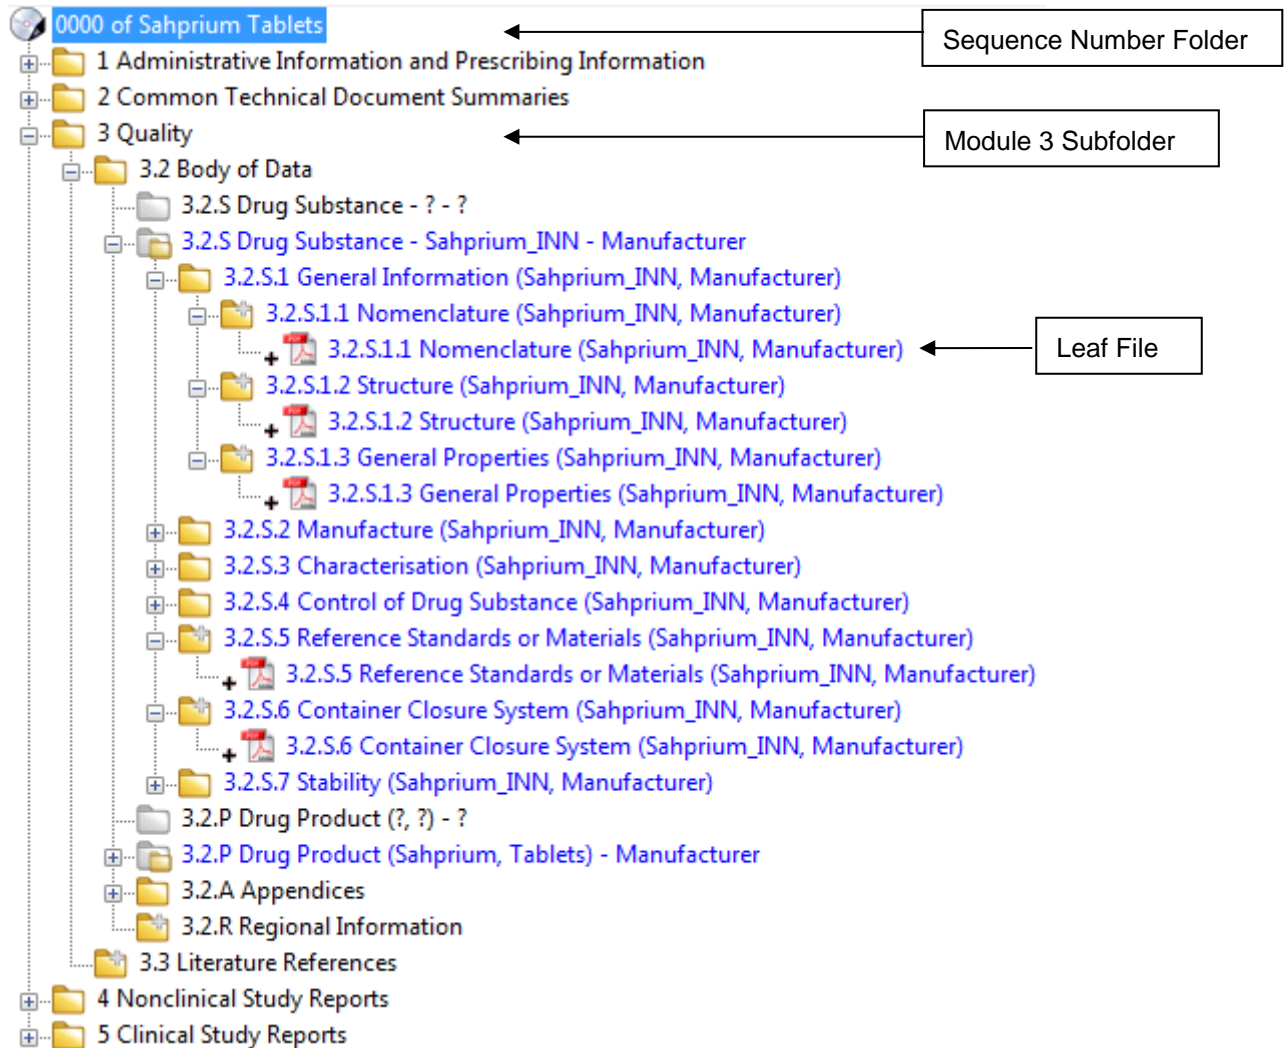 0000 of Sahprium Tablets
Sequence Number Folder
1 Administrative Information and Prescribing Information
2 Common Technical Document Summaries
3 Quality
Module 3 Subfolder
3.2 Body of Data
3.2.S Drug Substance - ? - ?
3.2.S Drug Substance - Sahprium_INN - Manufacturer
3.2.S.1 General Information (Sahprium_INN, Manufacturer)
3.2.S.1.1 Nomenclature (Sahprium_INN, Manufacturer)
PDF 3.2.S.1.1 Nomenclature (Sahprium_INN, Manufacturer)
Leaf File
3.2.S.1.2 Structure (Sahprium_INN, Manufacturer)
PDF 3.2.S.1.2 Structure (Sahprium_INN, Manufacturer)
3.2.S.1.3 General Properties (Sahprium_INN, Manufacturer)
PDF 3.2.S.1.3 General Properties (Sahprium_INN, Manufacturer)
3.2.S.2 Manufacture (Sahprium_INN, Manufacturer)
3.2.S.3 Characterisation (Sahprium_INN, Manufacturer)
3.2.S.4 Control of Drug Substance (Sahprium_INN, Manufacturer)
3.2.S.5 Reference Standards or Materials (Sahprium_INN, Manufacturer)
PDF 3.2.S.5 Reference Standards or Materials (Sahprium_INN, Manufacturer)
3.2.S.6 Container Closure System (Sahprium_INN, Manufacturer)
PDF 3.2.S.6 Container Closure System (Sahprium_INN, Manufacturer)
3.2.S.7 Stability (Sahprium_INN, Manufacturer)
3.2.P Drug Product (?, ?) - ?
3.2.P Drug Product (Sahprium, Tablets) - Manufacturer
3.2.A Appendices
3.2.R Regional Information
3.3 Literature References
4 Nonclinical Study Reports
5 Clinical Study Reports